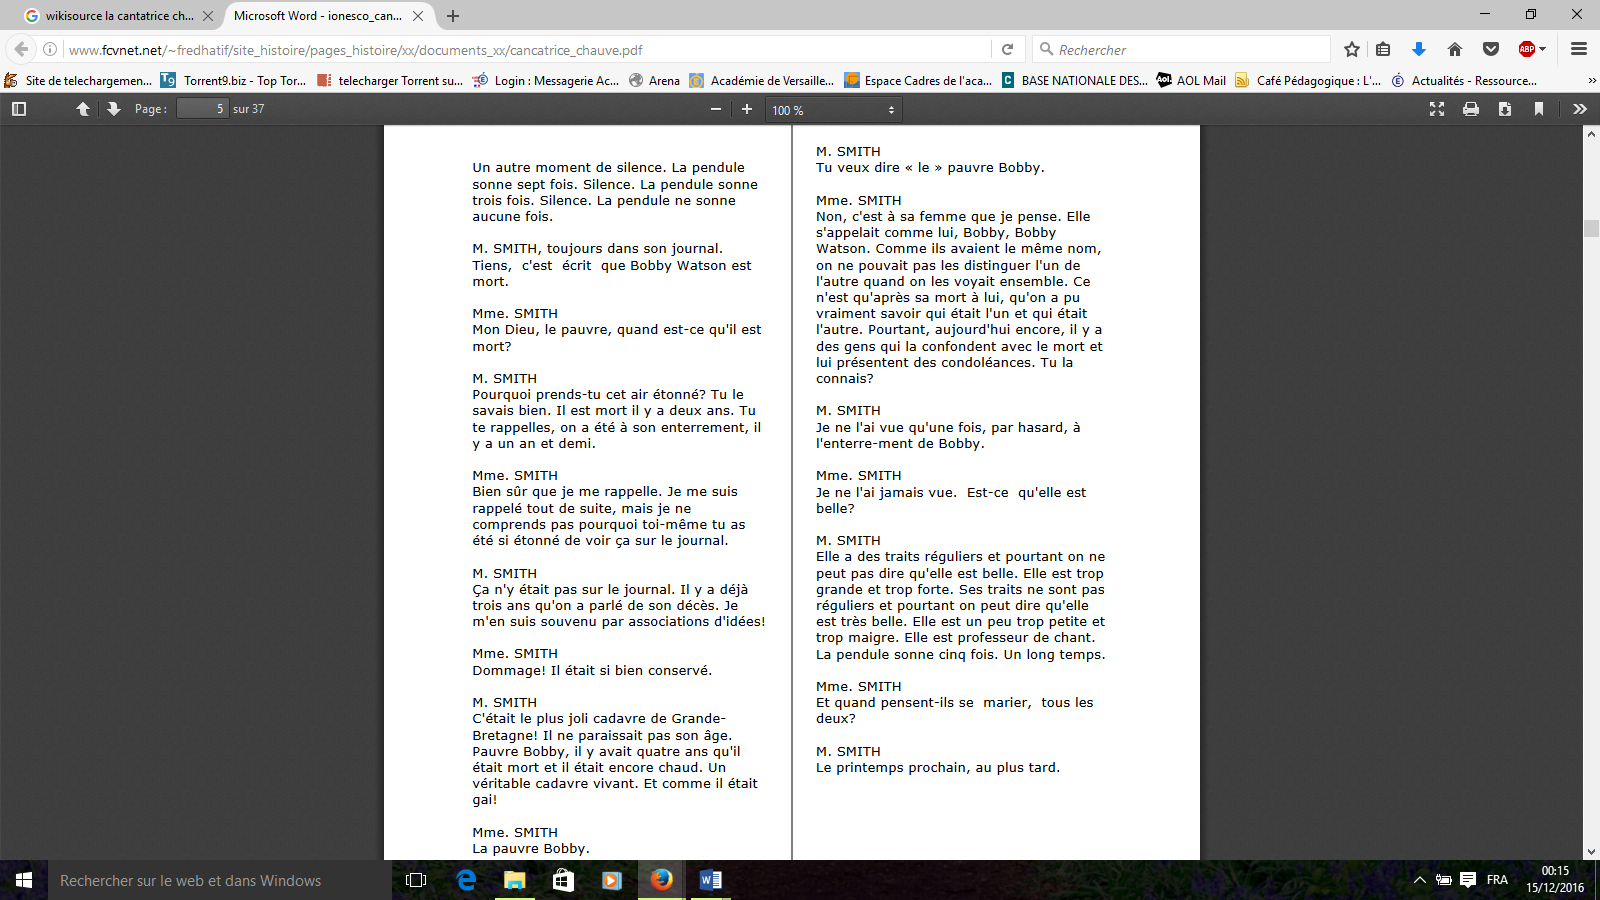 wikisource la cantatrice ch...
Microsoft Word - ionesco_can...
www.fcvnet.net/~fredhatif/site_histoire/pages_histoire/xx/documents_xx/cancatrice_chauve.pdf
Rechercher
ABP
Site de telechargemen...
T9
Torrent9.biz - Top Tor...
telecharger Torrent su...
Login : Messagerie Ac...
Arena
Académie de Versaille...
Espace Cadres de l'aca...
C
BASE NATIONALE DES...
Aol.
AOL Mail
Café Pédagogique : L'...
Actualités - Ressource...
Page :
5
sur 37
100 %
Un autre moment de silence. La pendule
sonne sept fois. Silence. La pendule sonne
trois fois. Silence. La pendule ne sonne
aucune fois.
M. SMITH, toujours dans son journal.
Tiens, c'est écrit que Bobby Watson est
mort.
Mme. SMITH
Mon Dieu, le pauvre, quand est-ce qu'il est
mort?
M. SMITH
Pourquoi prends-tu cet air étonné? Tu le
savais bien. Il est mort il y a deux ans. Tu
te rappelles, on a été à son enterrement, il
y a un an et demi.
Mme. SMITH
Bien sûr que je me rappelle. Je me suis
rappelé tout de suite, mais je ne
comprends pas pourquoi toi-même tu as
été si étonné de voir ça sur le journal.
M. SMITH
Ça n'y était pas sur le journal. Il y a déjà
trois ans qu'on a parlé de son décès. Je
m'en suis souvenu par associations d'idées!
Mme. SMITH
Dommage! Il était si bien conservé.
M. SMITH
C'était le plus joli cadavre de Grande-
Bretagne! Il ne paraissait pas son âge.
Pauvre Bobby, il y avait quatre ans qu'il
était mort et il était encore chaud. Un
véritable cadavre vivant. Et comme il était
gai!
Mme. SMITH
La pauvre Bobby.
M. SMITH
Tu veux dire « le » pauvre Bobby.
Mme. SMITH
Non, c'est à sa femme que je pense. Elle
s'appelait comme lui, Bobby, Bobby
Watson. Comme ils avaient le même nom,
on ne pouvait pas les distinguer l'un de
l'autre quand on les voyait ensemble. Ce
n'est qu'après sa mort à lui, qu'on a pu
vraiment savoir qui était l'un et qui était
l'autre. Pourtant, aujourd'hui encore, il y a
des gens qui la confondent avec le mort et
lui présentent des condoléances. Tu la
connais?
M. SMITH
Je ne l'ai vue qu'une fois, par hasard, à
l'enterre-ment de Bobby.
Mme. SMITH
Je ne l'ai jamais vue. Est-ce qu'elle est
belle?
M. SMITH
Elle a des traits réguliers et pourtant on ne
peut pas dire qu'elle est belle. Elle est trop
grande et trop forte. Ses traits ne sont pas
réguliers et pourtant on peut dire qu'elle
est très belle. Elle est un peu trop petite et
trop maigre. Elle est professeur de chant.
La pendule sonne cinq fois. Un long temps.
Mme. SMITH
Et quand pensent-ils se marier, tous les
deux?
M. SMITH
Le printemps prochain, au plus tard.
Rechercher sur le web et dans Windows
FRA
00:15
15/12/2016